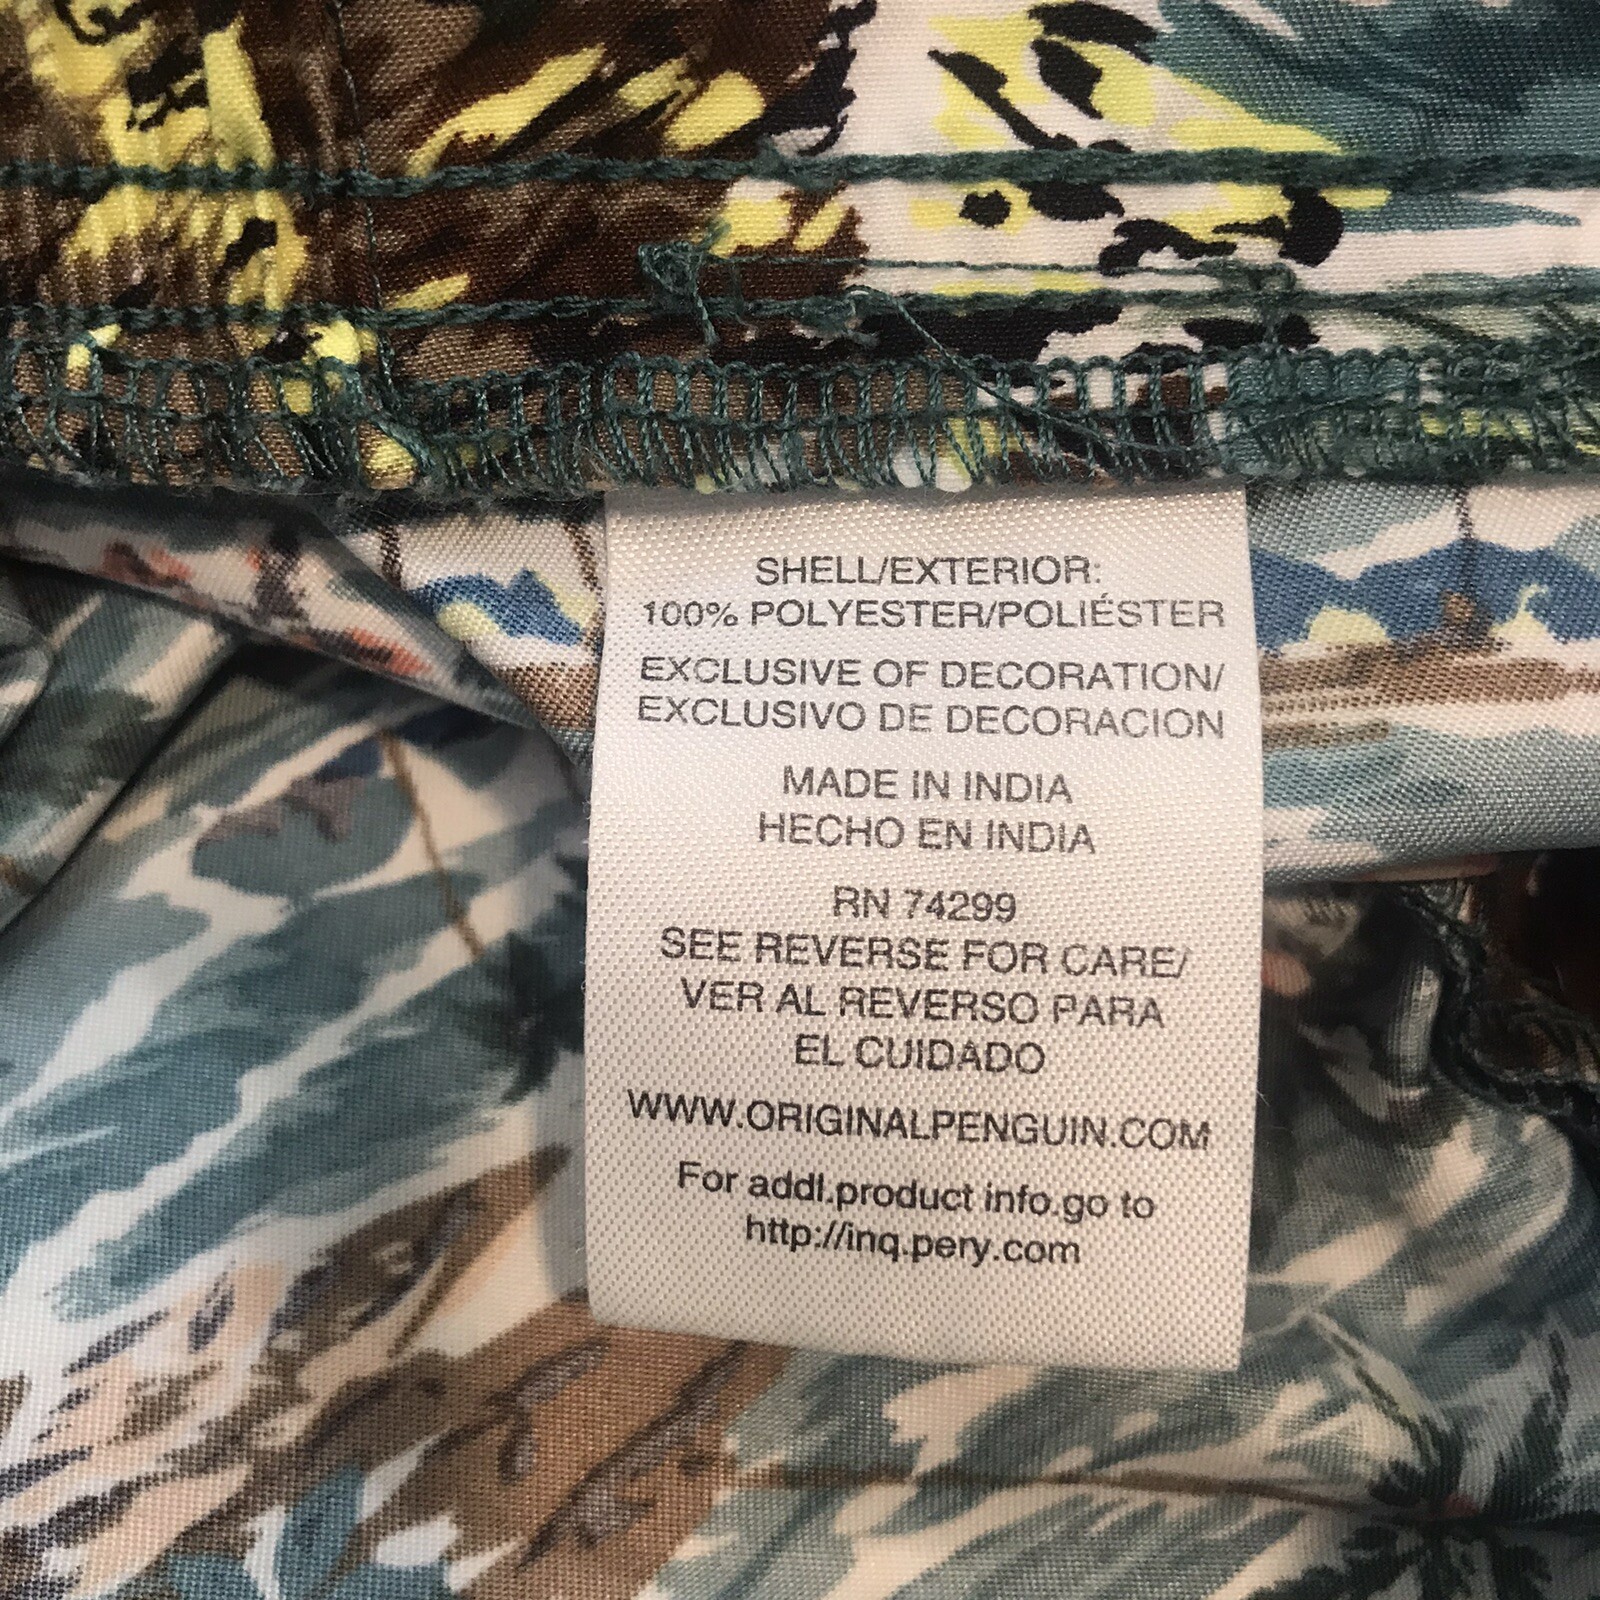 SHELL/EXTERIOR:
100% POLYESTER/POLIÉSTER
EXCLUSIVE OF DECORATION/
EXCLUSIVO DE DECORACION
MADE IN INDIA
HECHO EN INDIA
RN 74299
SEE REVERSE FOR CARE/
VER AL REVERSO PARA
EL CUIDADO
WWW.ORIGINALPENGUIN.COM
For addl.product info.go to
http://inq.pery.com